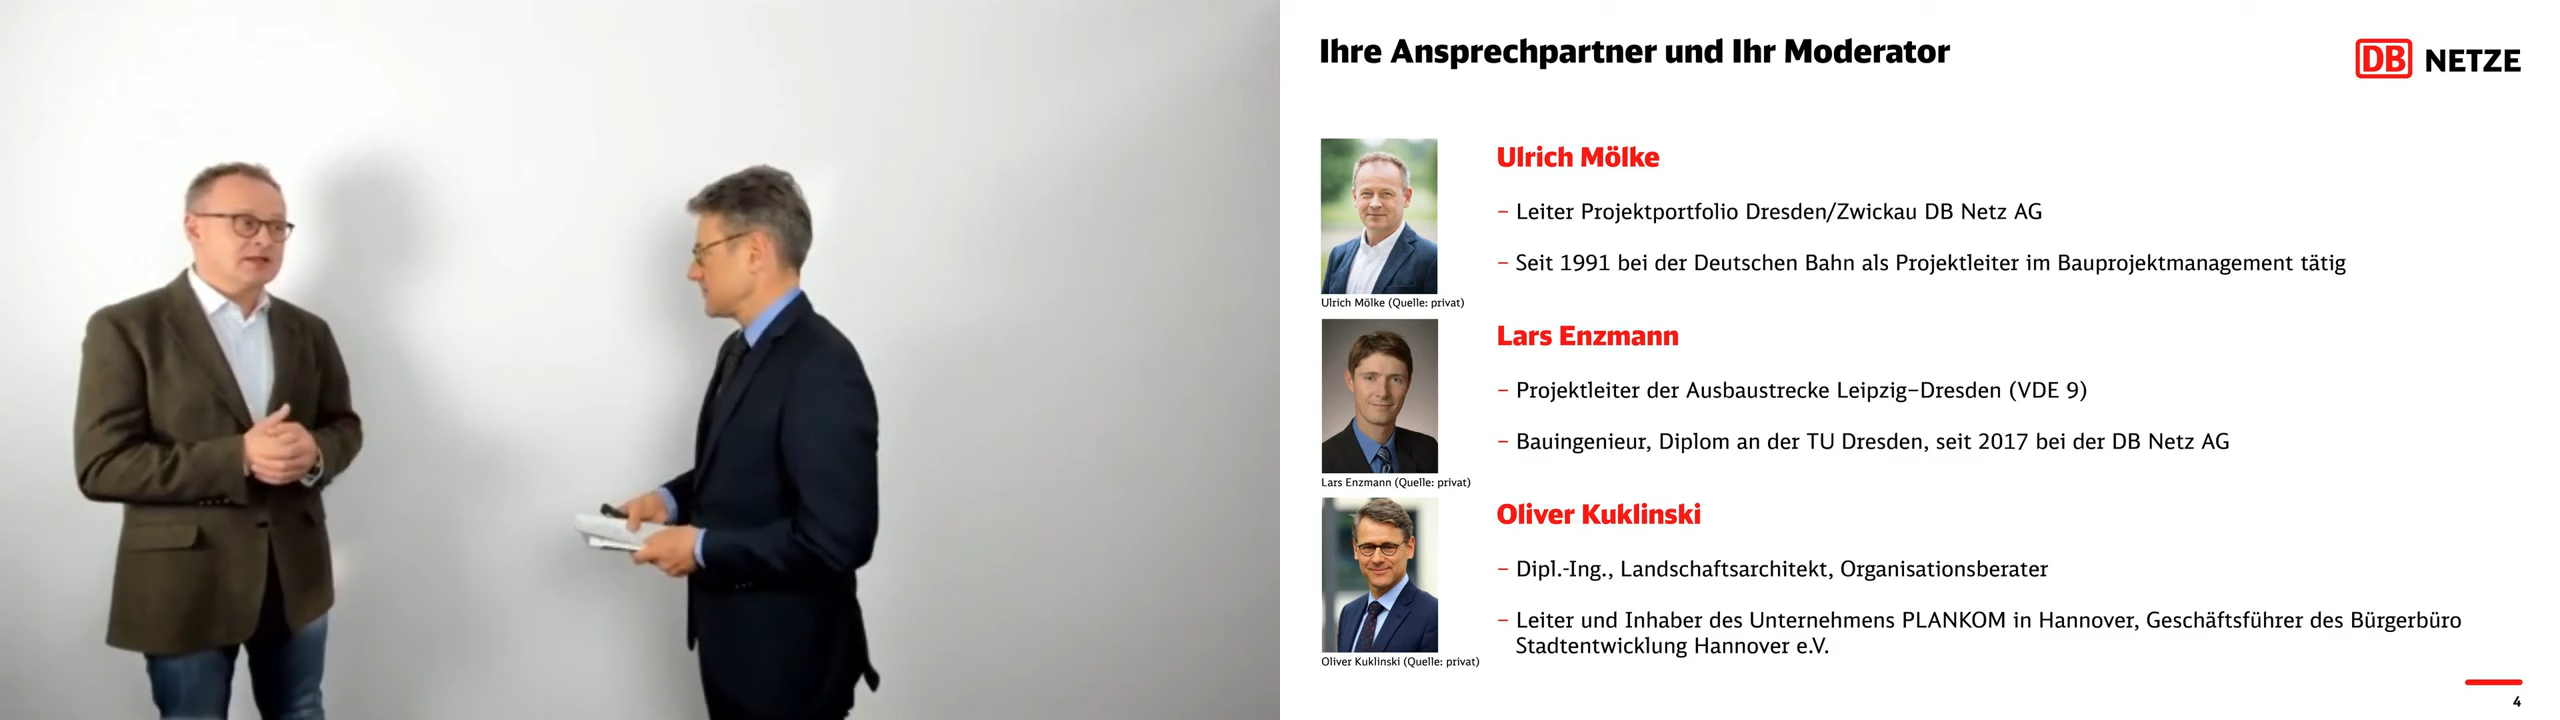 Ihre Ansprechpartner und Ihr Moderator
DB NETZE
Ulrich Mölke
– Leiter Projektportfolio Dresden/Zwickau DB Netz AG
– Seit 1991 bei der Deutschen Bahn als Projektleiter im Bauprojektmanagement tätig
Ulrich Mölke (Quelle: privat)
Lars Enzmann
– Projektleiter der Ausbaustrecke Leipzig–Dresden (VDE 9)
– Bauingenieur, Diplom an der TU Dresden, seit 2017 bei der DB Netz AG
Lars Enzmann (Quelle: privat)
Oliver Kuklinski
– Dipl.-Ing., Landschaftsarchitekt, Organisationsberater
– Leiter und Inhaber des Unternehmens PLANKOM in Hannover, Geschäftsführer des Bürgerbüro
Stadtentwicklung Hannover e.V.
Oliver Kuklinski (Quelle: privat)
4